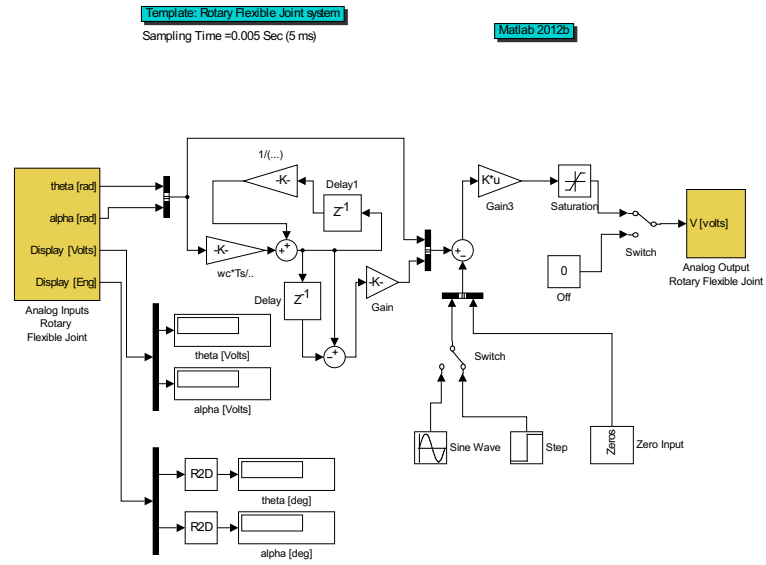 Template: Rotary Flexible Joint system
Sampling Time =0.005 Sec (5 ms)
Matlab 2012b
theta [rad]
alpha [rad]
Display [Volts]
Display [Eng]
Analog Inputs
Rotary
Flexible Joint
1/(...)
-K-
Delay1
Z-1
-K-
wc*Ts/..
Delay
Z-1
-K-
Gain
K*u
Gain3
Saturation
Switch
0
Off
V [volts]
Analog Output
Rotary Flexible Joint
theta [Volts]
alpha [Volts]
Switch
Sine Wave
Step
Zeros
Zero Input
R2D
theta [deg]
R2D
alpha [deg]